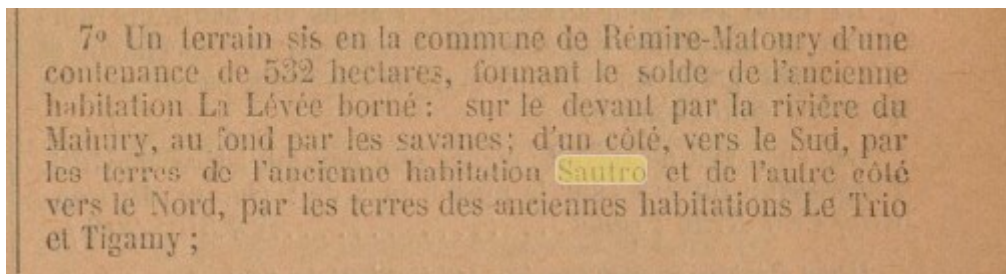 7º Un terrain sis en la commune de Rémire-Matoury d'une
contenance de 532 hectares, formant le solde de l'ancienne
habitation La Lévée borné : sur le devant par la rivière du
Mahury, au fond par les savanes; d'un côté, vers le Sud, par
les terres de l'ancienne habitation Sautro et de l'autre côté
vers le Nord, par les terres des anciennes habitations Le Trio
et Tigamy ;